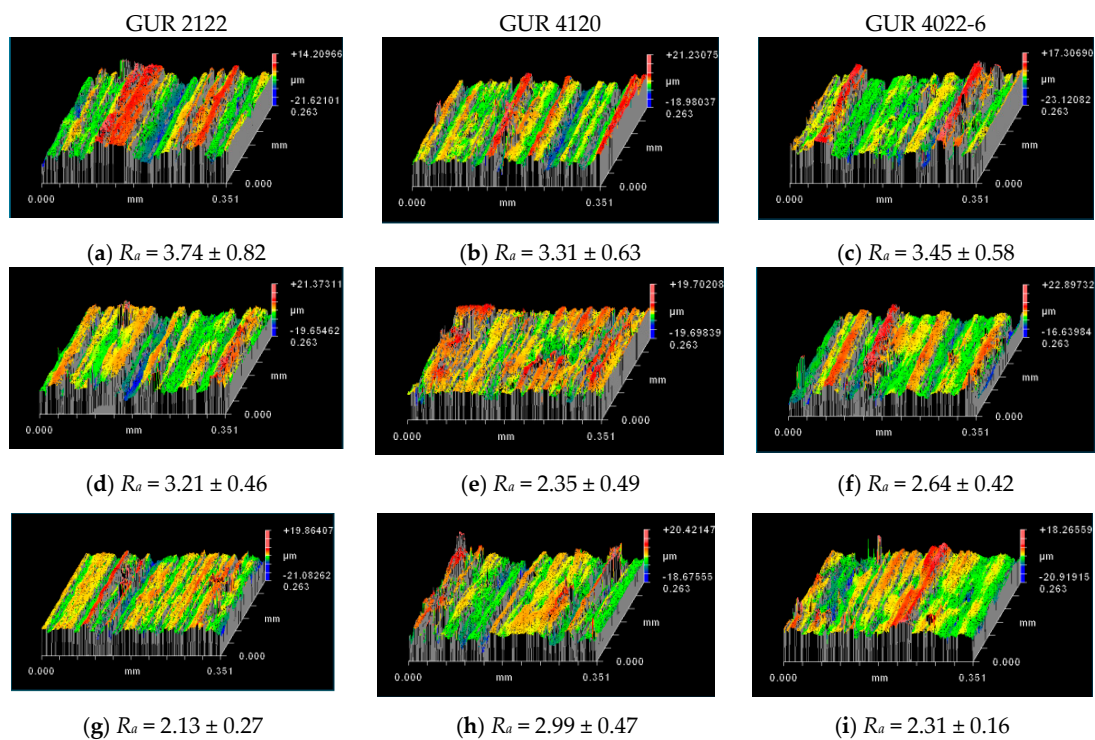 GUR 2122 GUR 4120 GUR 4022-6
+14.20966 µm -21.62101 0.263 mm 0.000 0.000 mm 0.351
+21.23075 µm -18.98037 0.263 mm 0.000 0.000 mm 0.351
+17.30690 µm -23.12082 0.263 mm 0.000 0.000 mm 0.351
(a) Ra = 3.74 ± 0.82 (b) Ra = 3.31 ± 0.63 (c) Ra = 3.45 ± 0.58
+21.37311 µm -19.65462 0.263 mm 0.000 0.000 mm 0.351
+19.70208 µm -19.69839 0.263 mm 0.000 0.000 mm 0.351
+22.89732 µm -16.63984 0.263 mm 0.000 0.000 mm 0.351
(d) Ra = 3.21 ± 0.46 (e) Ra = 2.35 ± 0.49 (f) Ra = 2.64 ± 0.42
+19.86407 µm -21.08262 0.263 mm 0.000 0.000 mm 0.351
+20.42147 µm -18.67555 0.263 mm 0.000 0.000 mm 0.351
+18.26559 µm -20.91915 0.263 mm 0.000 0.000 mm 0.351
(g) Ra = 2.13 ± 0.27 (h) Ra = 2.99 ± 0.47 (i) Ra = 2.31 ± 0.16